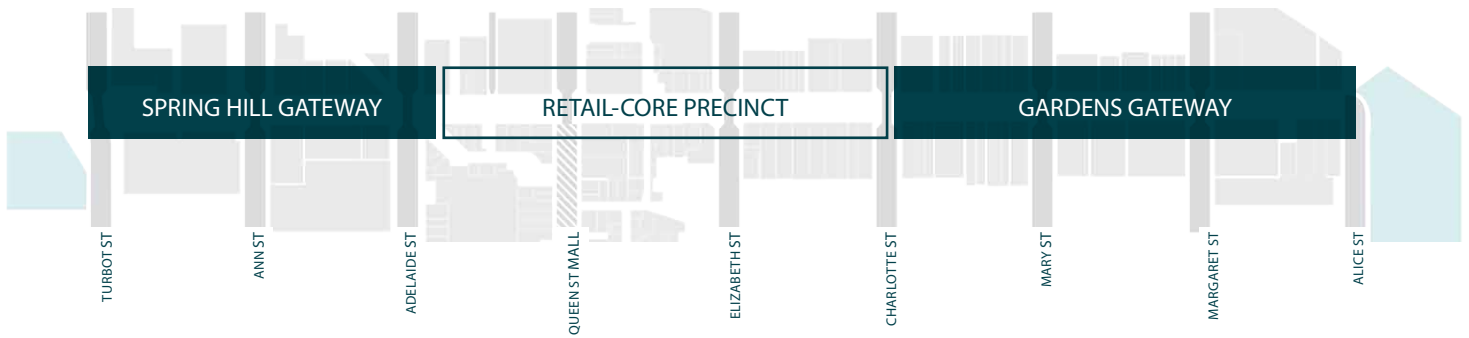 SPRING HILL GATEWAY
RETAIL-CORE PRECINCT
GARDENS GATEWAY
TURBOT ST
ANN ST
ADELAIDE ST
QUEEN ST MALL
ELIZABETH ST
CHARLOTTE ST
MARY ST
MARGARET ST
ALICE ST